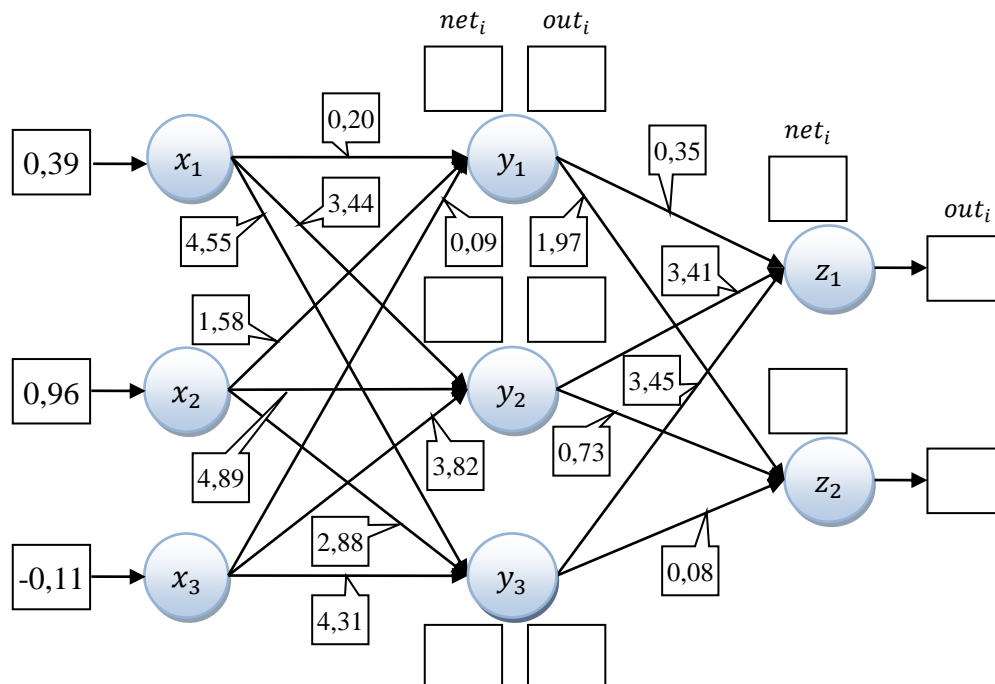 net_i out_i
0,20
0,39 x_1 y_1 0,35 net_i
3,44
4,55 0,09 1,97 out_i
3,41 z_1
1,58
0,96 x_2 y_2 3,45
4,89 3,82 0,73
z_2
2,88
-0,11 x_3 y_3 0,08
4,31